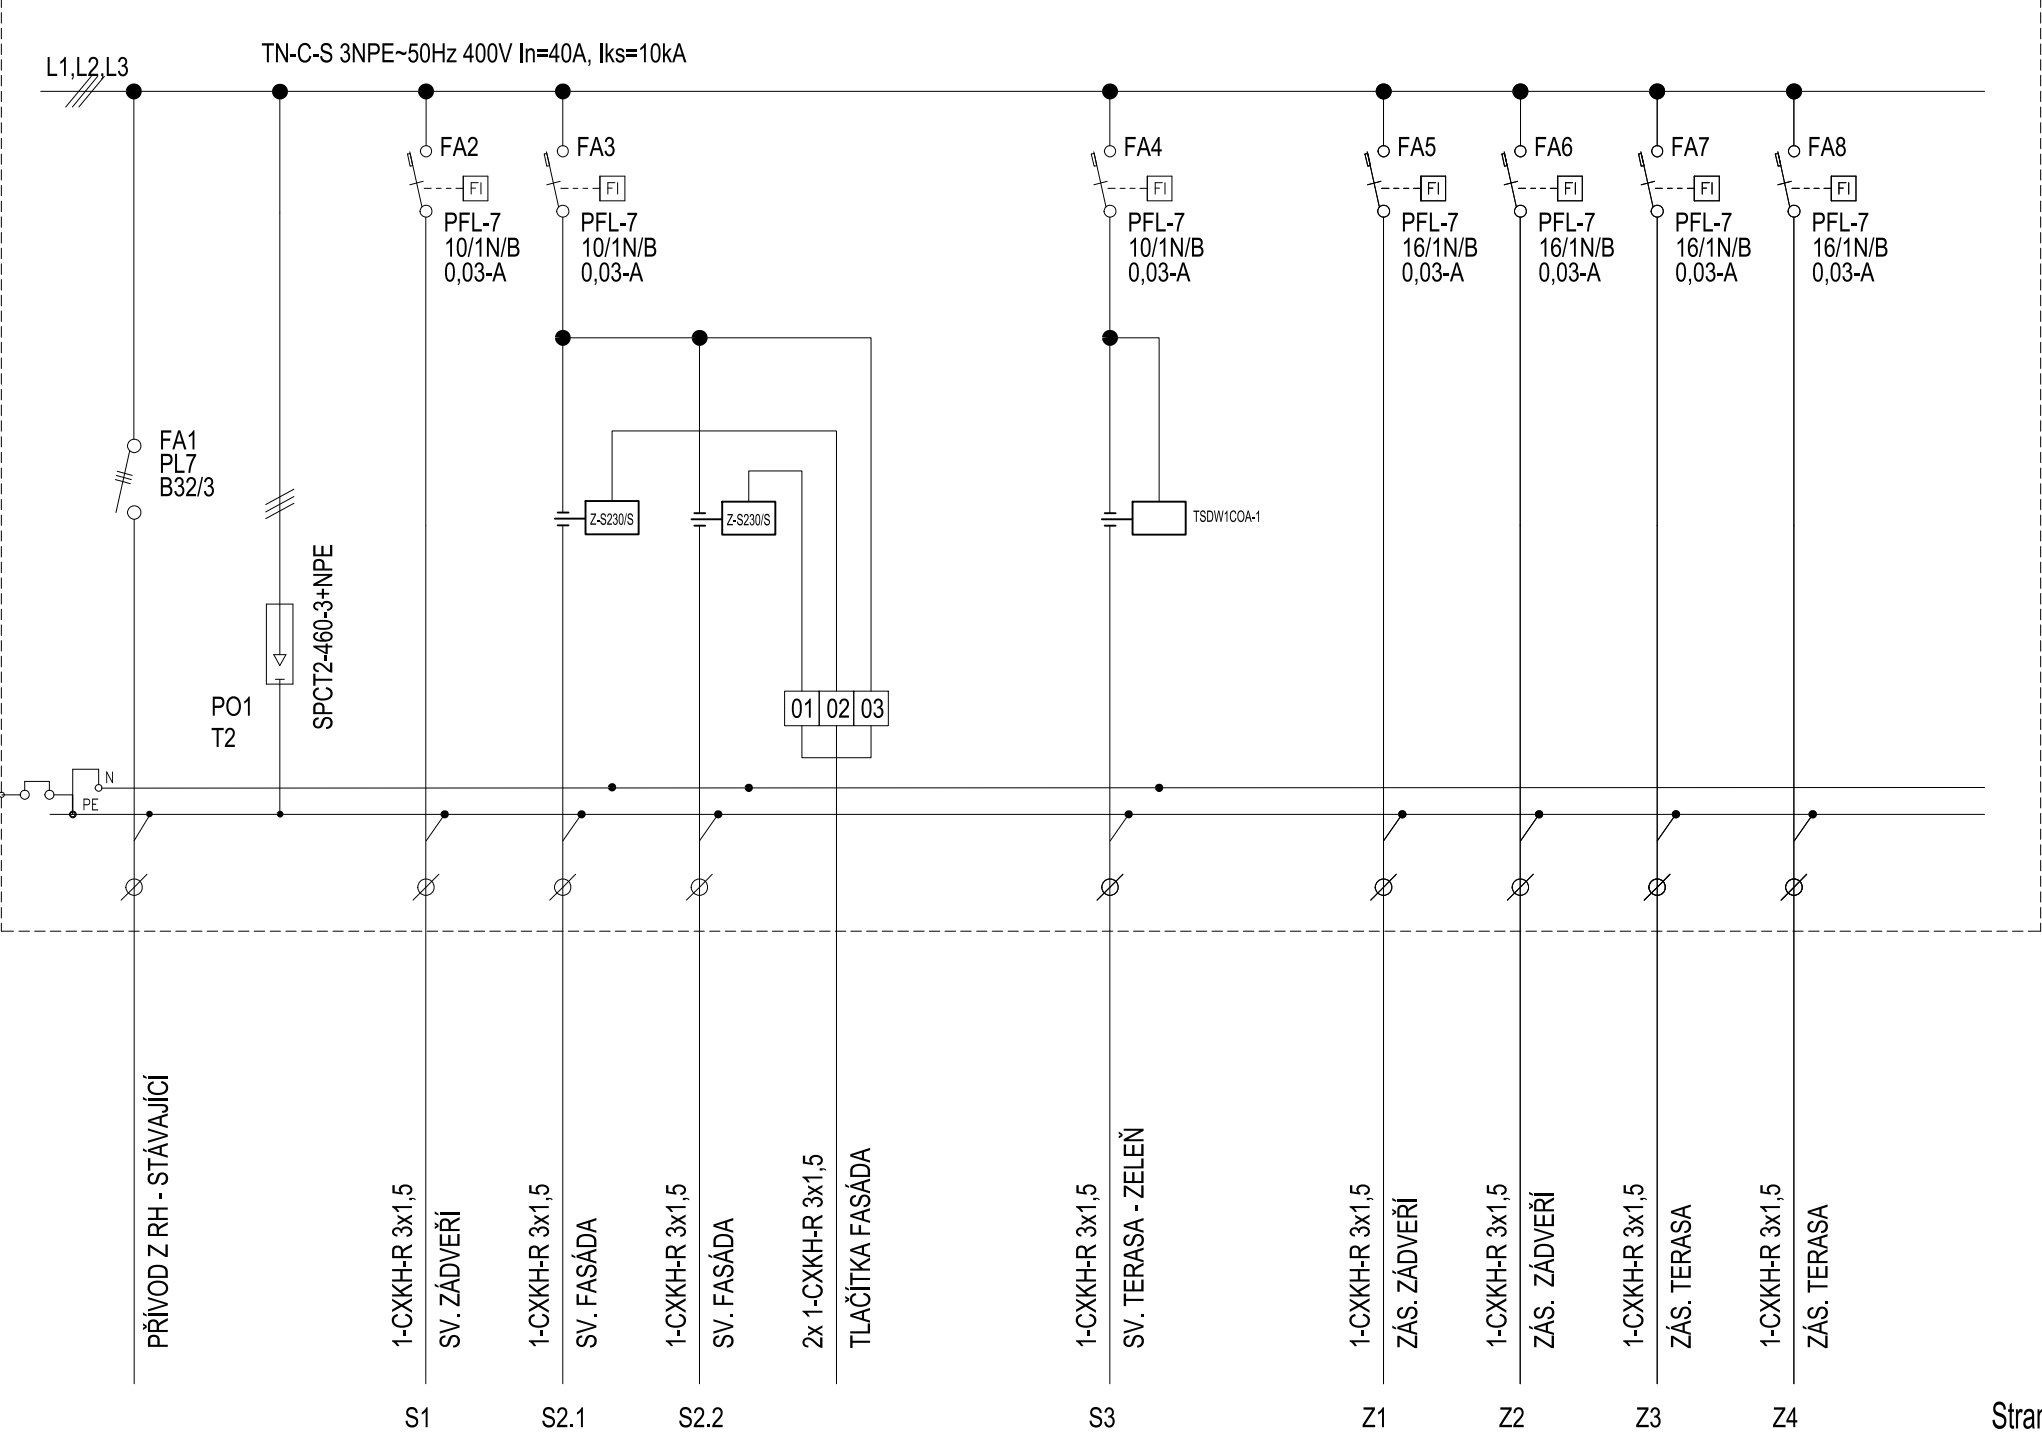 TN-C-S 3NPE~50Hz 400V In=40A, Iks=10kA
L1,L2,L3
FA2
FI
PFL-7
10/1N/B
0,03-A
FA3
FI
PFL-7
10/1N/B
0,03-A
FA4
FI
PFL-7
10/1N/B
0,03-A
FA5
FI
PFL-7
16/1N/B
0,03-A
FA6
FI
PFL-7
16/1N/B
0,03-A
FA7
FI
PFL-7
16/1N/B
0,03-A
FA8
FI
PFL-7
16/1N/B
0,03-A
FA1
PL7
B32/3
Z-S230/S
Z-S230/S
TSDW1COA-1
SPCT2-460-3+NPE
PO1
T2
01 02 03
N
PE
PŘÍVOD Z RH - STÁVAJÍCÍ
1-CXKH-R 3x1,5
SV. ZÁDVEŘÍ
1-CXKH-R 3x1,5
SV. FASÁDA
1-CXKH-R 3x1,5
SV. FASÁDA
2x 1-CXKH-R 3x1,5
TLAČÍTKA FASÁDA
1-CXKH-R 3x1,5
SV. TERASA - ZELEŇ
1-CXKH-R 3x1,5
ZÁS. ZÁDVEŘÍ
1-CXKH-R 3x1,5
ZÁS. ZÁDVEŘÍ
1-CXKH-R 3x1,5
ZÁS. TERASA
1-CXKH-R 3x1,5
ZÁS. TERASA
S1
S2.1
S2.2
S3
Z1
Z2
Z3
Z4